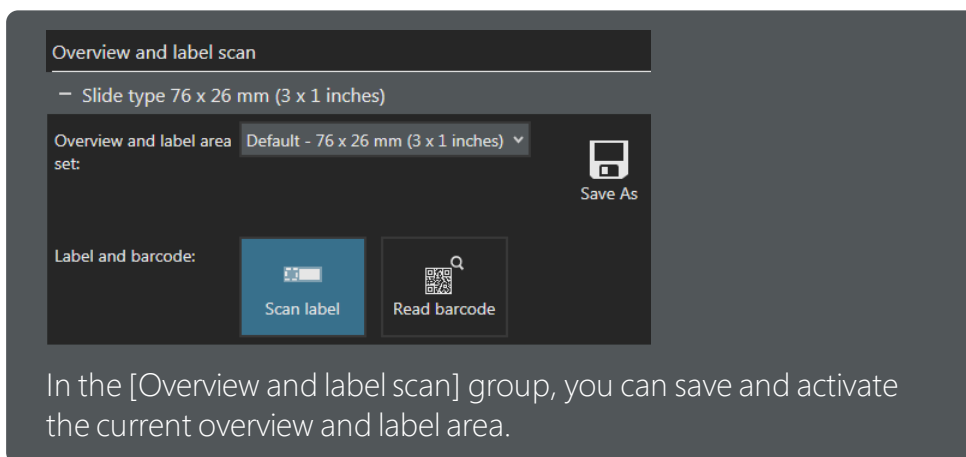 Overview and label scan
− Slide type 76 x 26 mm (3 x 1 inches)
Overview and label area set:
Default - 76 x 26 mm (3 x 1 inches)
Save As
Label and barcode:
Scan label
Read barcode
In the [Overview and label scan] group, you can save and activate
the current overview and label area.